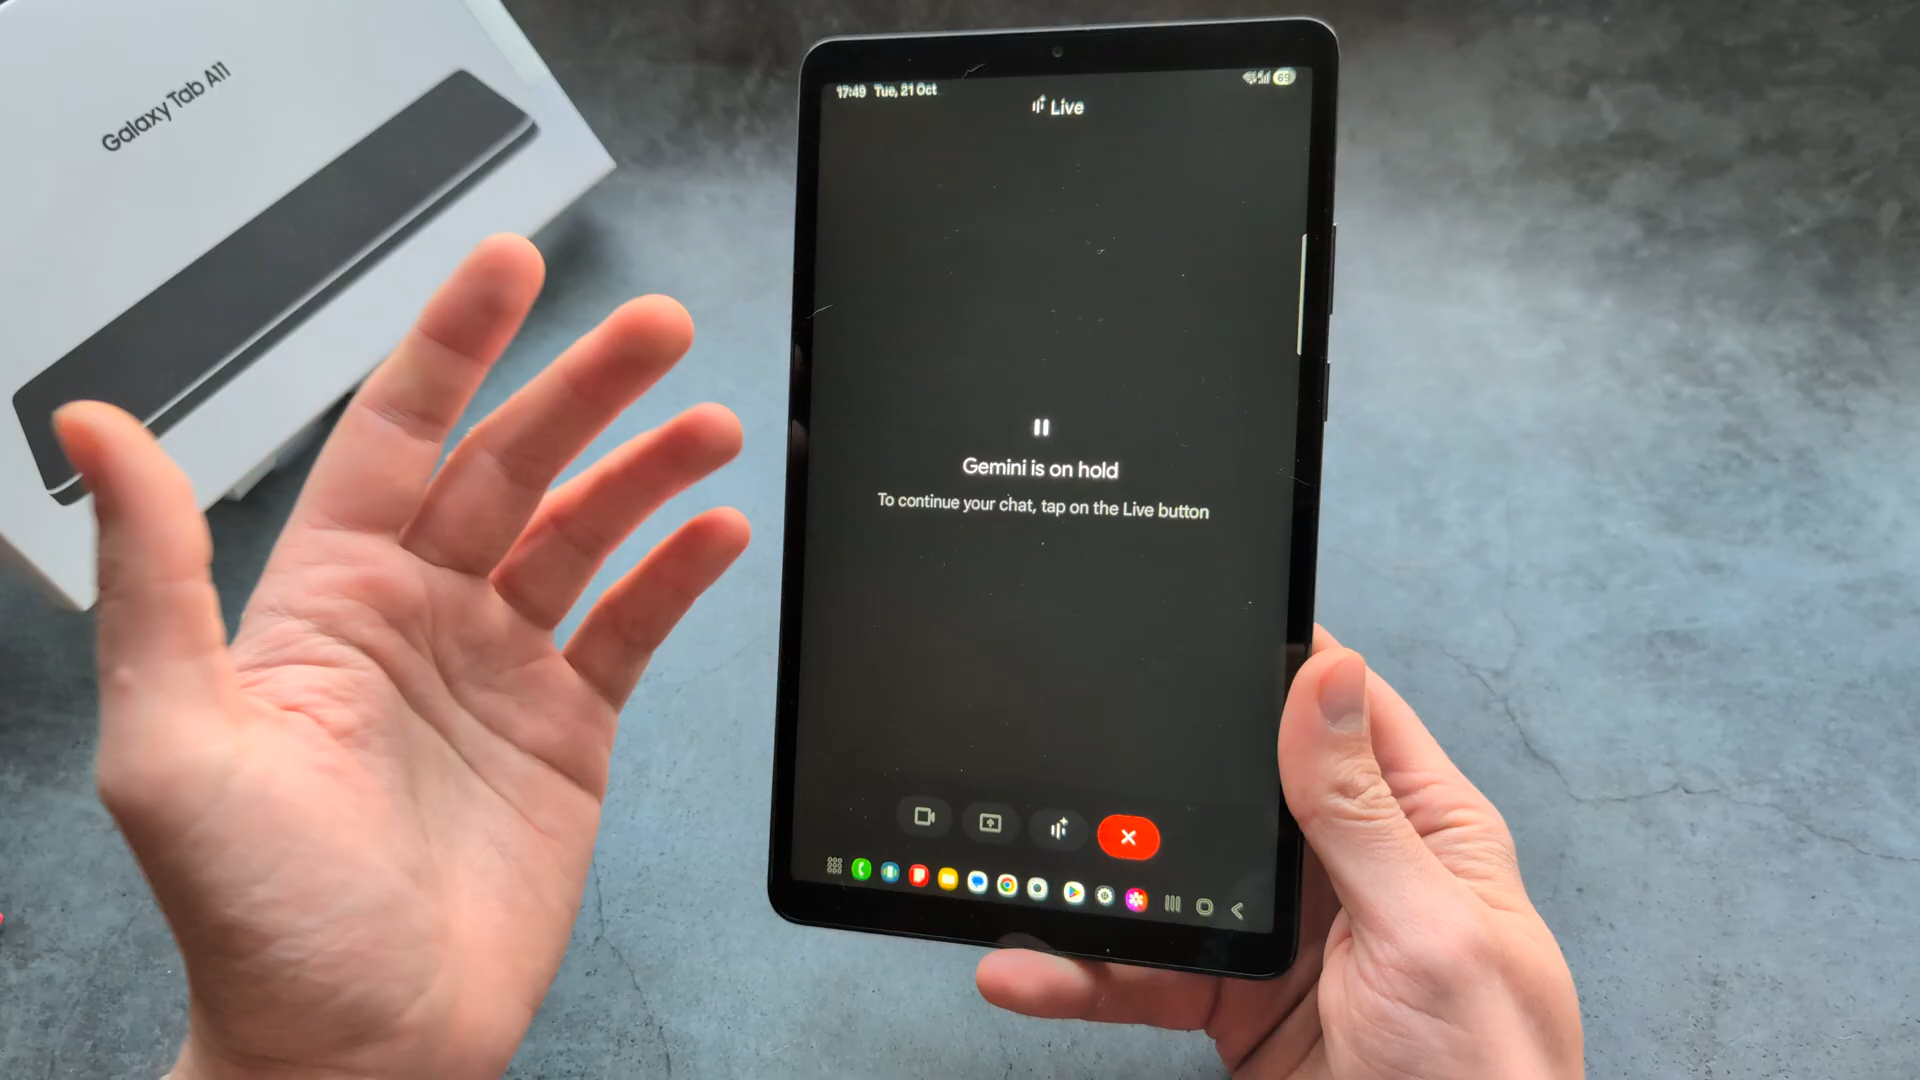 Galaxy Tab A11
17:49 Tue, 21 Oct
69
Live
Gemini is on hold
To continue your chat, tap on the Live button